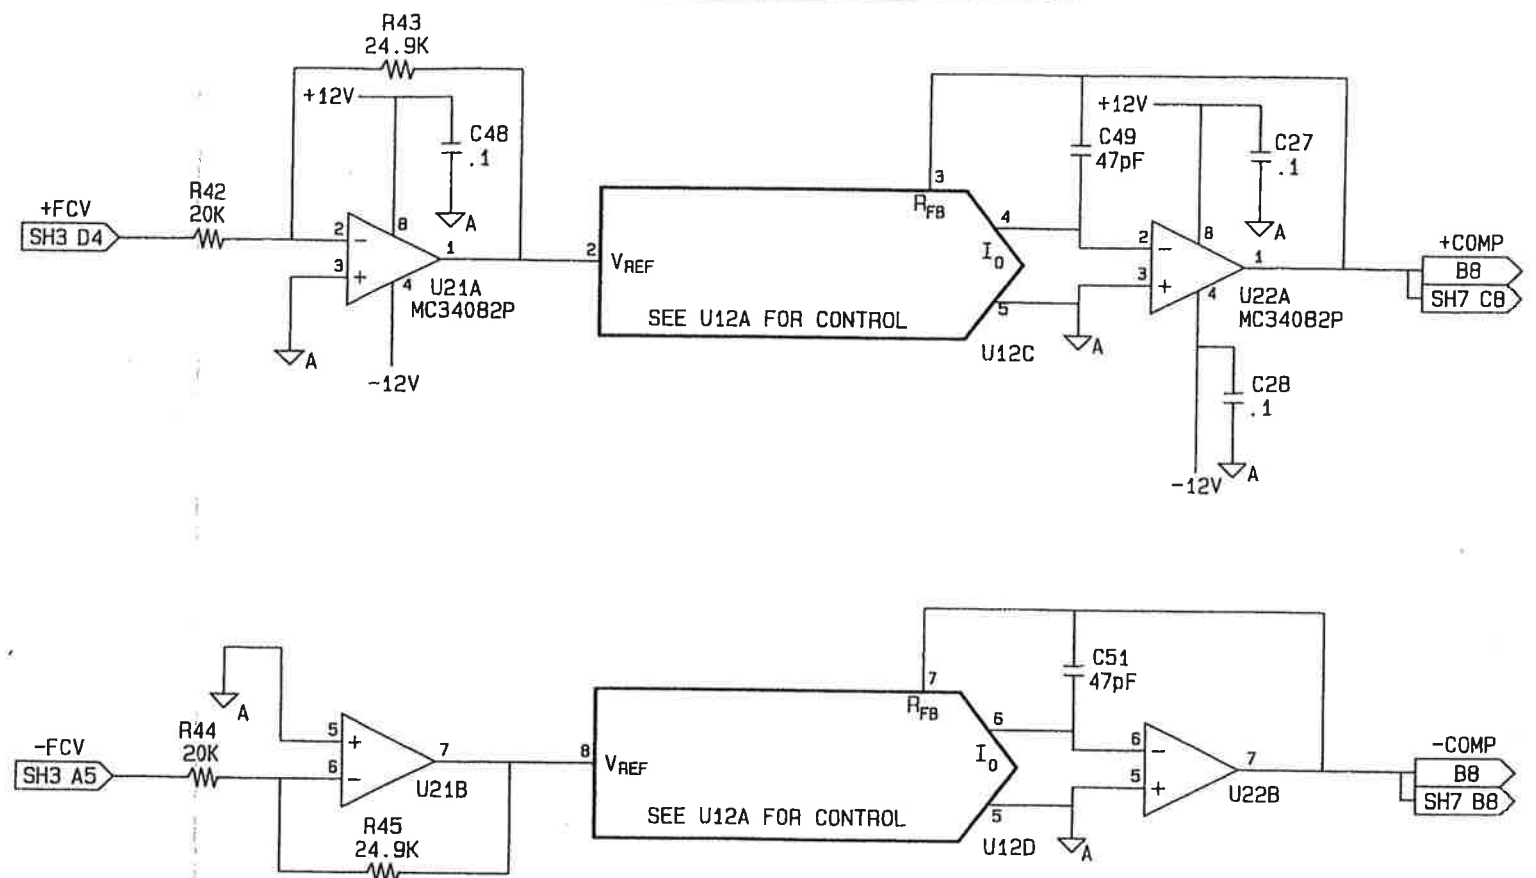 R43
24.9K
+12V
C48
.1
R42
20K
+FCV
SH3 D4
2
3
8
1
4
A
U21A
MC34082P
A
-12V
2
VREF
SEE U12A FOR CONTROL
3
RFB
IO
4
5
U12C
C49
47pF
+12V
C27
.1
A
2
3
8
1
4
A
U22A
MC34082P
C28
.1
A
-12V
+COMP
B8
SH7 C8
A
R44
20K
-FCV
SH3 A5
5
6
7
U21B
R45
24.9K
8
VREF
SEE U12A FOR CONTROL
7
RFB
IO
6
5
U12D
C51
47pF
6
5
7
A
U22B
-COMP
B8
SH7 B8